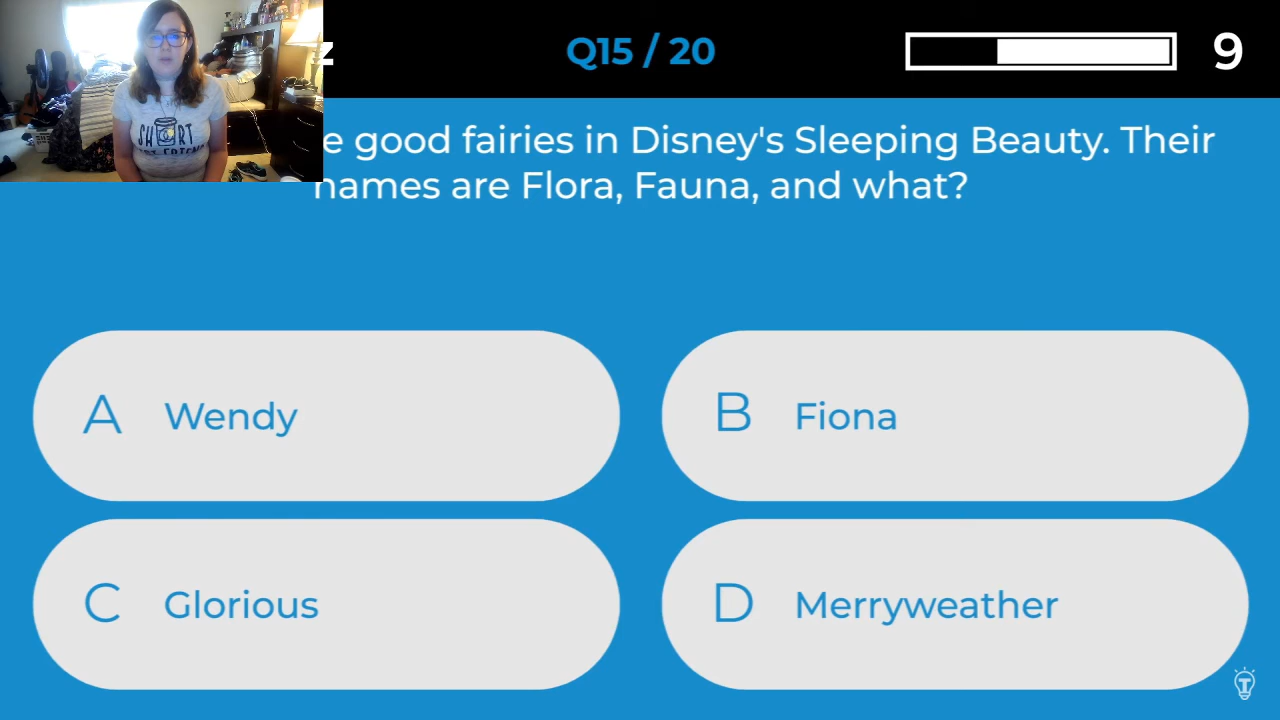 Q15 / 20
9
good fairies in Disney's Sleeping Beauty. Their
names are Flora, Fauna, and what?
A Wendy
B Fiona
C Glorious
D Merryweather